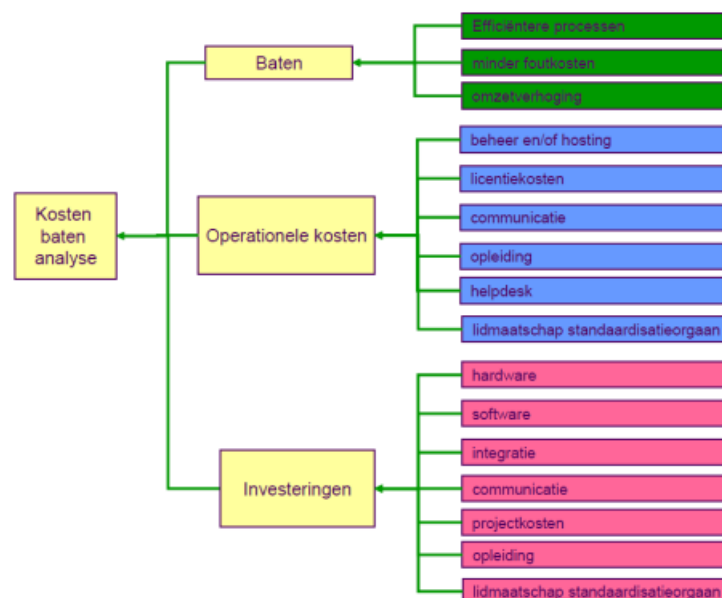 Efficiëntere processen
Baten
minder foutkosten
omzetverhoging
beheer en/of hosting
licentiekosten
Kosten
baten
analyse
Operationele kosten
communicatie
opleiding
helpdesk
lidmaatschap standaardisatieorgaan
hardware
software
integratie
Investeringen
communicatie
projectkosten
opleiding
lidmaatschap standaardisatieorgaan